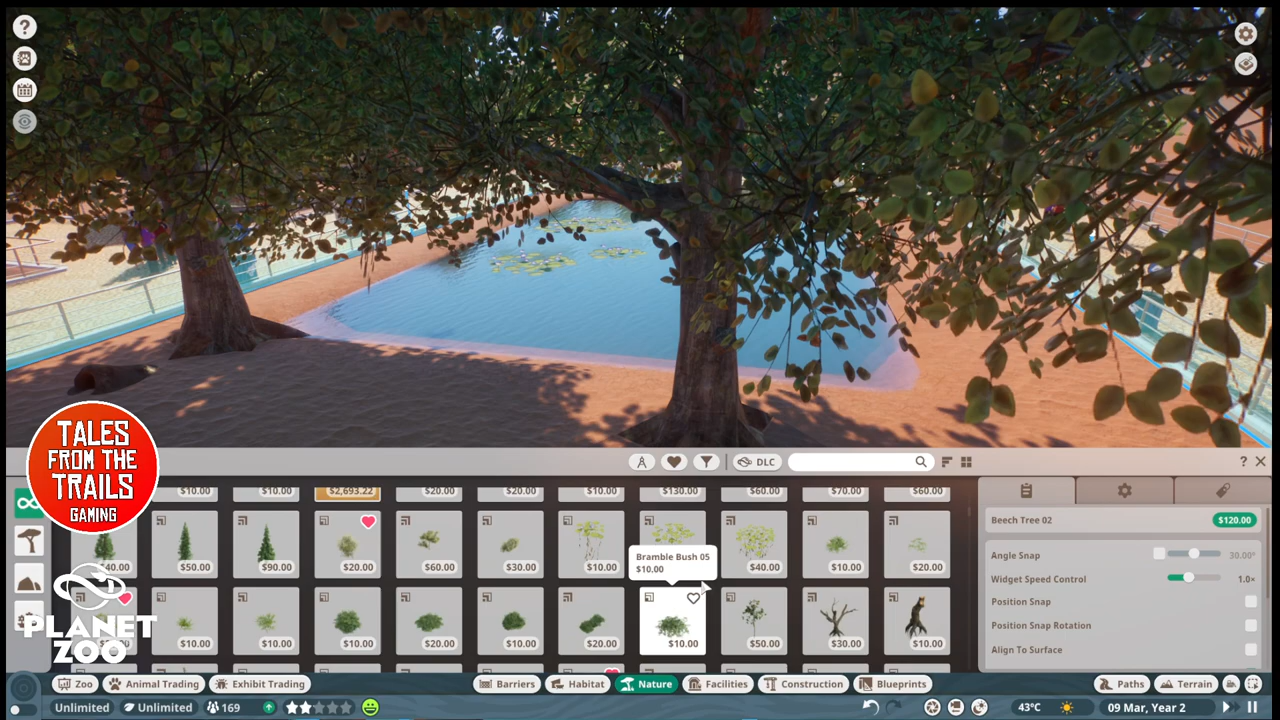 ?
DLC
? ×
$10.00 $10.00 $2,693.22 $20.00 $20.00 $10.00 $130.00 $60.00 $70.00 $60.00
$40.00 $50.00 $90.00 $20.00 $60.00 $30.00 $10.00 $40.00 $10.00 $20.00
Bramble Bush 05
$10.00
$10.00 $10.00 $10.00 $20.00 $10.00 $20.00 $10.00 $50.00 $30.00 $10.00
TALES
FROM THE
TRAILS
GAMING
PLANET
ZOO
Beech Tree 02 $120.00
Angle Snap 30.00°
Widget Speed Control 1.0×
Position Snap
Position Snap Rotation
Align To Surface
Zoo Animal Trading Exhibit Trading Barriers Habitat Nature Facilities Construction Blueprints Paths Terrain
Unlimited Unlimited 169 43°C 09 Mar, Year 2